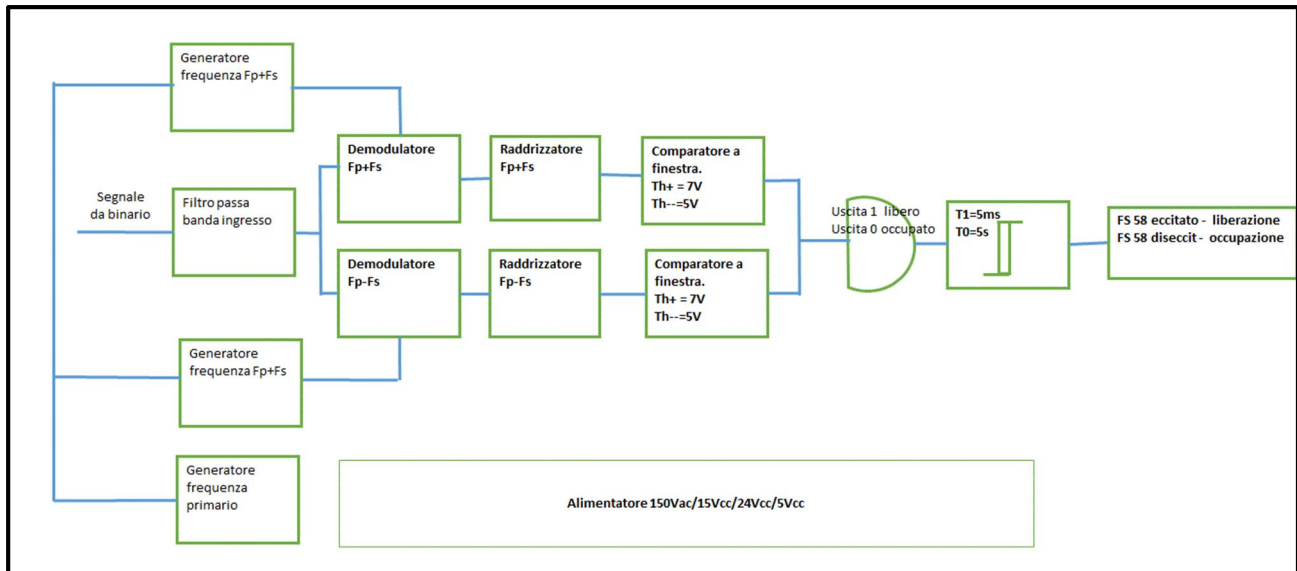 Generatore
frequenza Fp+Fs
Demodulatore
Fp+Fs
Raddrizzatore
Fp+Fs
Comparatore a
finestra.
Th+ = 7V
Th--=5V
Segnale
da binario
Filtro passa
banda ingresso
Uscita 1 libero
Uscita 0 occupato
T1=5ms
T0=5s
FS 58 eccitato - liberazione
FS 58 diseccit - occupazione
Demodulatore
Fp-Fs
Raddrizzatore
Fp-Fs
Comparatore a
finestra.
Th+ = 7V
Th--=5V
Generatore
frequenza Fp+Fs
Generatore
frequenza
primario
Alimentatore 150Vac/15Vcc/24Vcc/5Vcc